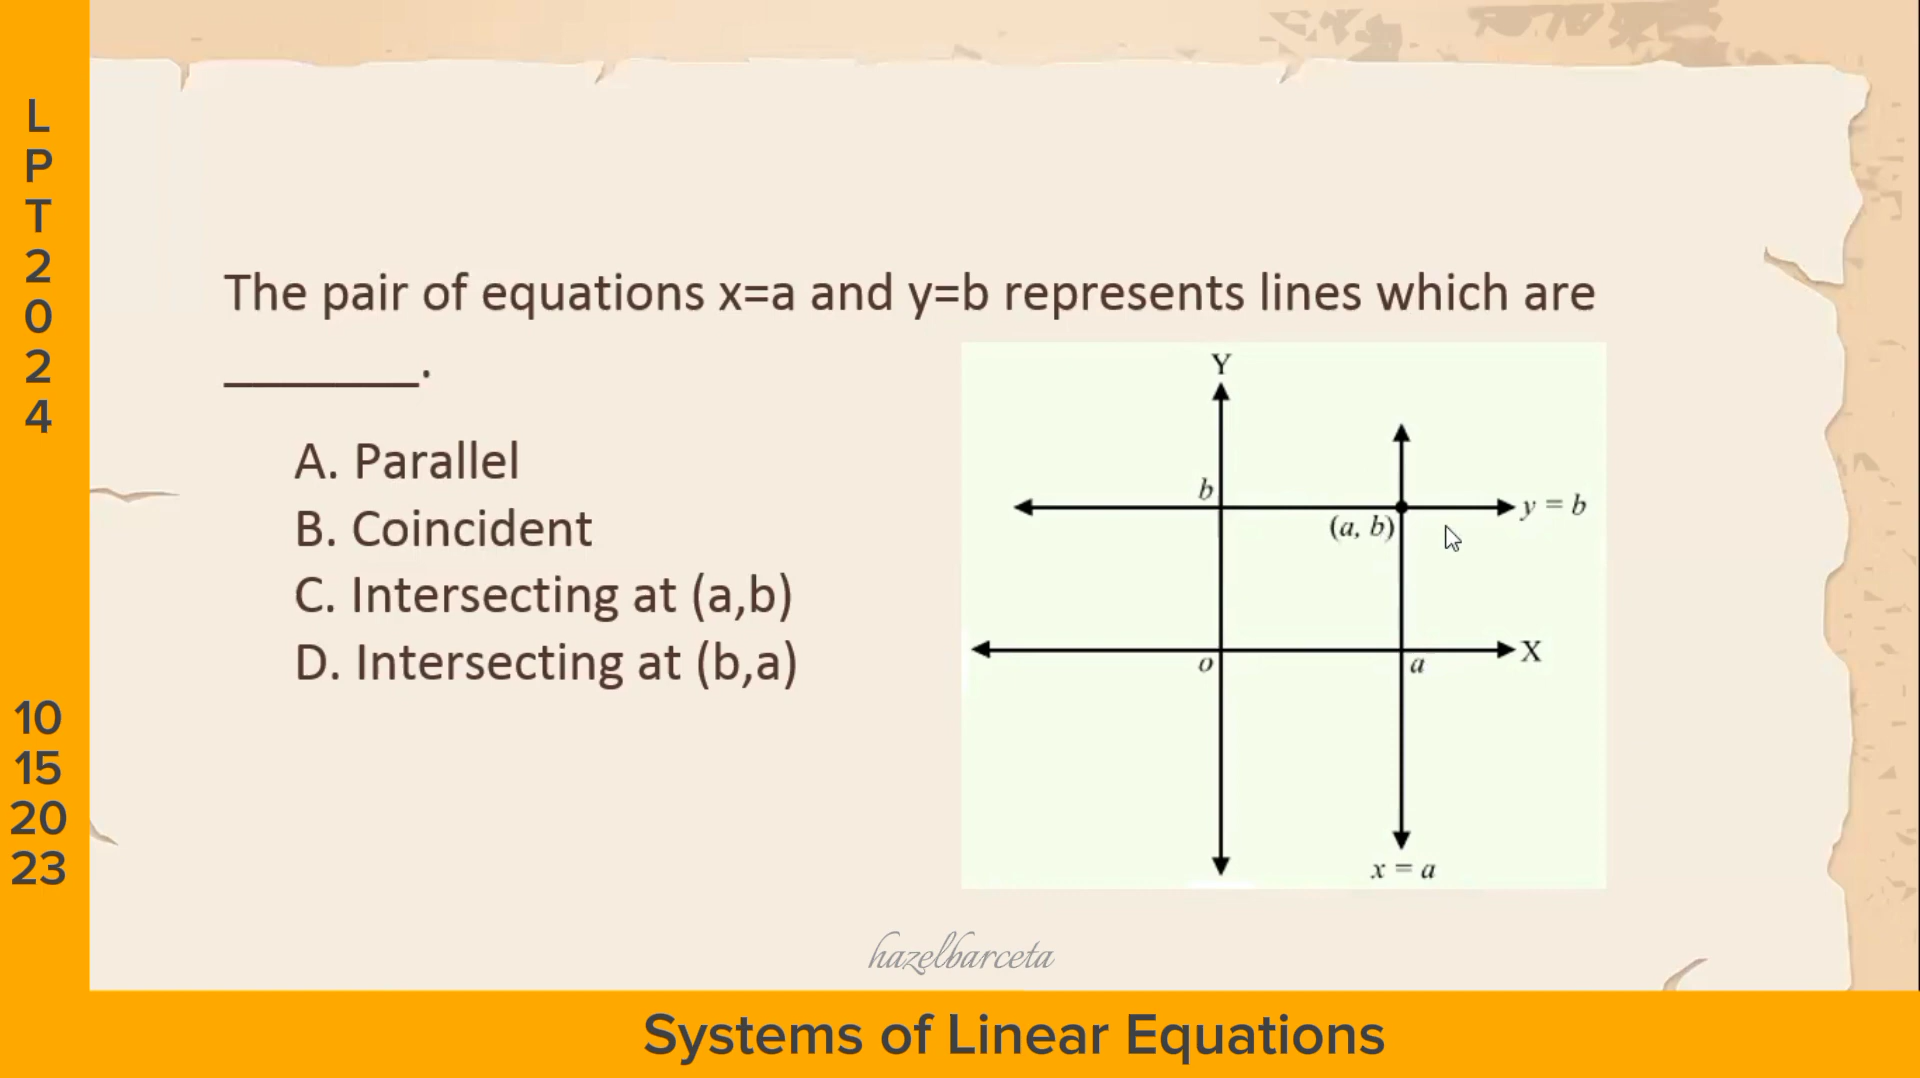 L
P
T
2
0
2
4
10
15
20
23
The pair of equations x=a and y=b represents lines which are
________.
A. Parallel
B. Coincident
C. Intersecting at (a,b)
D. Intersecting at (b,a)
Y
b
y = b
(a, b)
X
o
a
x = a
hazelbarceta
Systems of Linear Equations